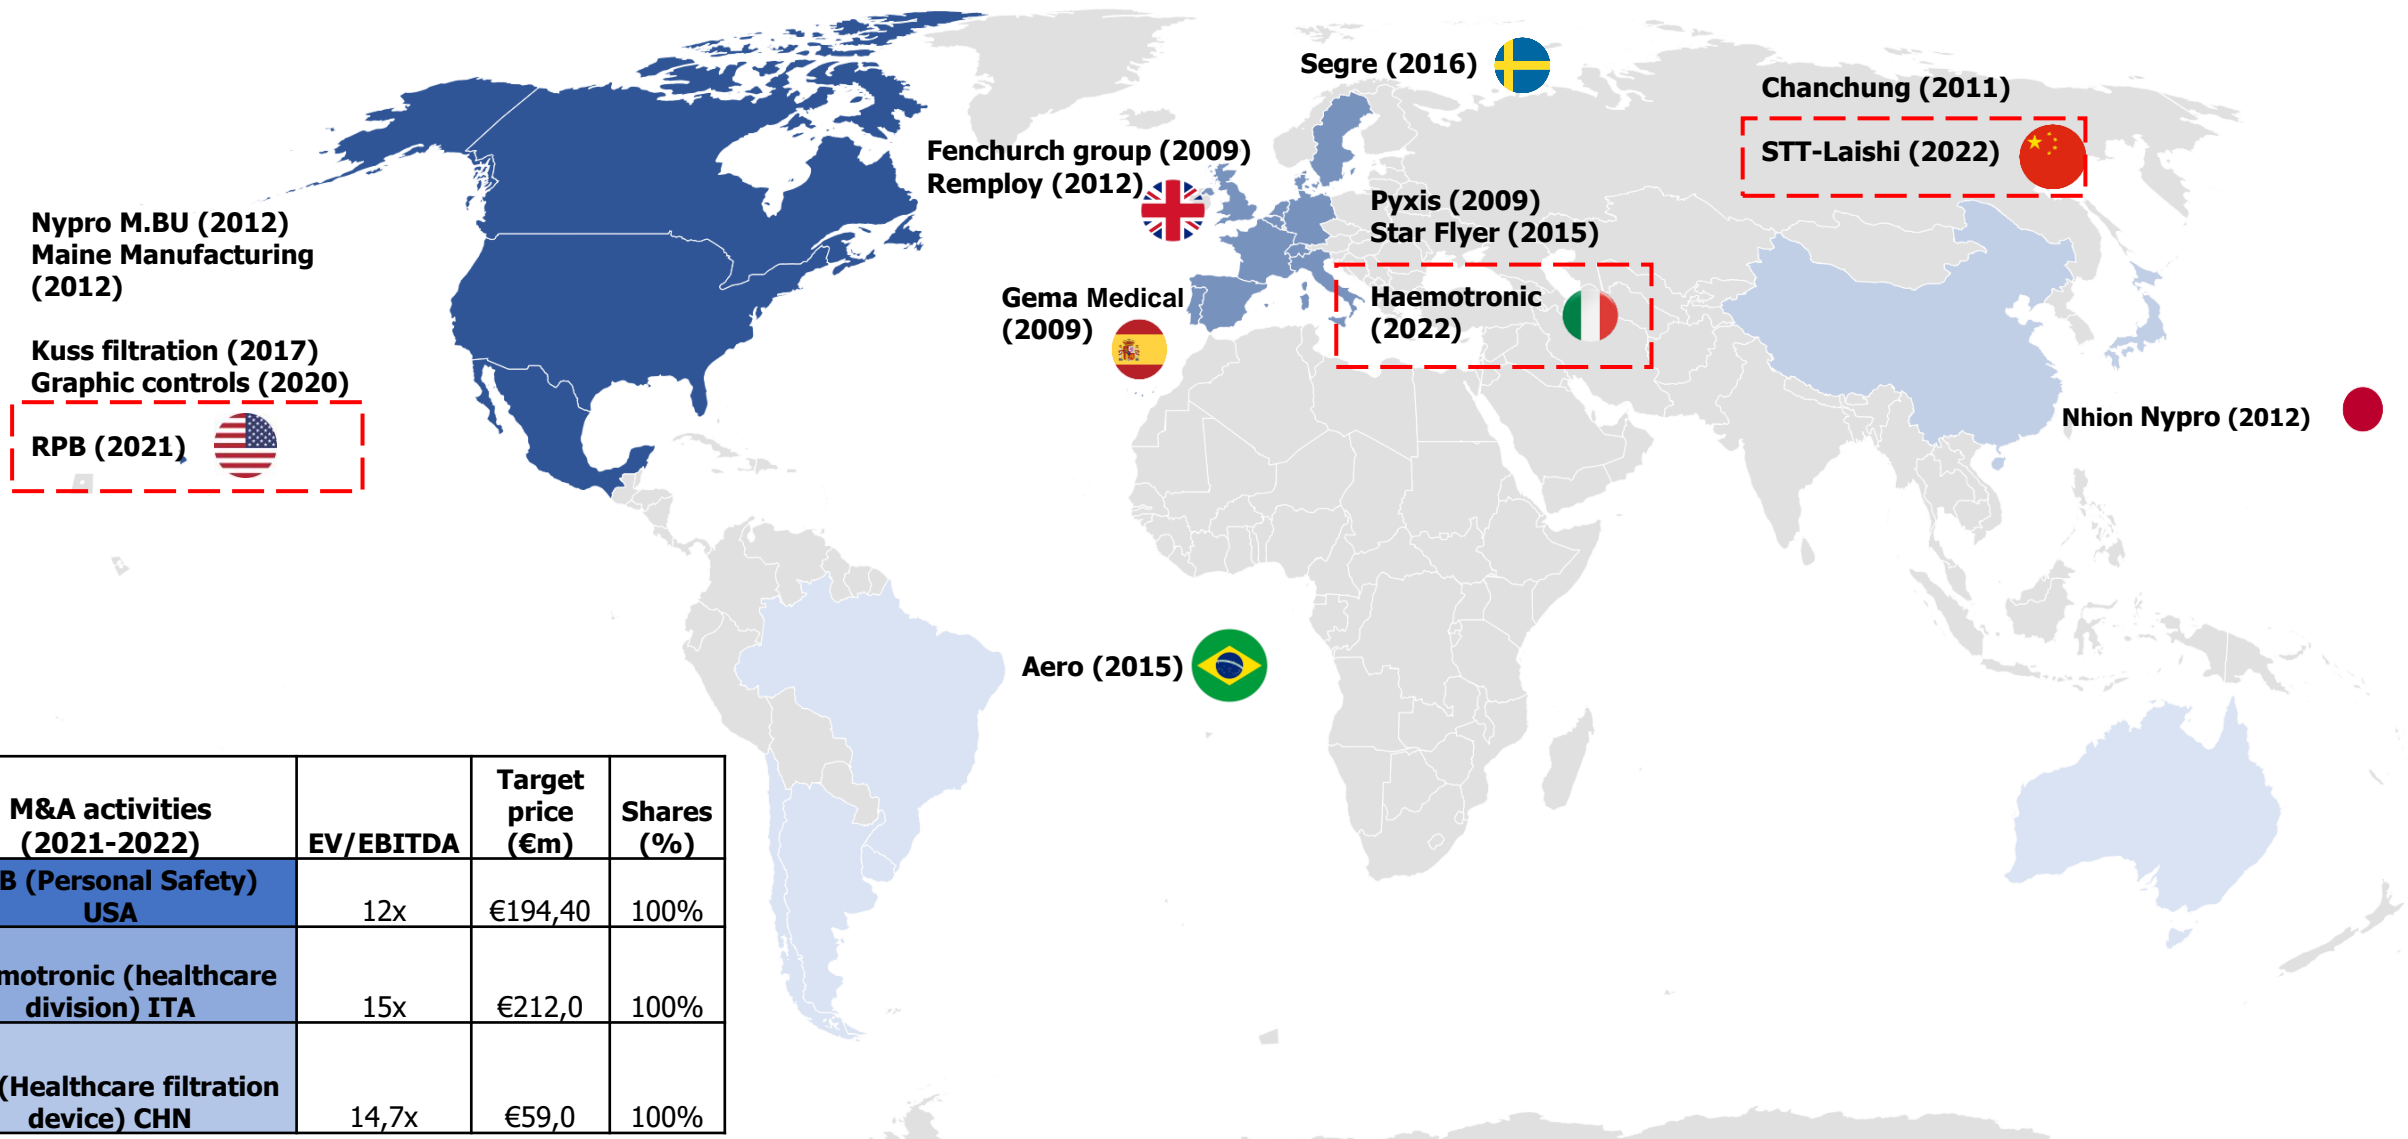 Segre (2016)
Chanchung (2011)
STT-Laishi (2022)
Fenchurch group (2009)
Remploy (2012)
Pyxis (2009)
Star Flyer (2015)
Haemotronic
(2022)
Nypro M.BU (2012)
Maine Manufacturing
(2012)
Kuss filtration (2017)
Graphic controls (2020)
RPB (2021)
Gema Medical
(2009)
Nhion Nypro (2012)
Aero (2015)
M&A activities
(2021-2022)
EV/EBITDA
Target
price
(€m)
Shares
(%)
B (Personal Safety)
USA
12x
€194,40
100%
motronic (healthcare
division) ITA
15x
€212,0
100%
(Healthcare filtration
device) CHN
14,7x
€59,0
100%